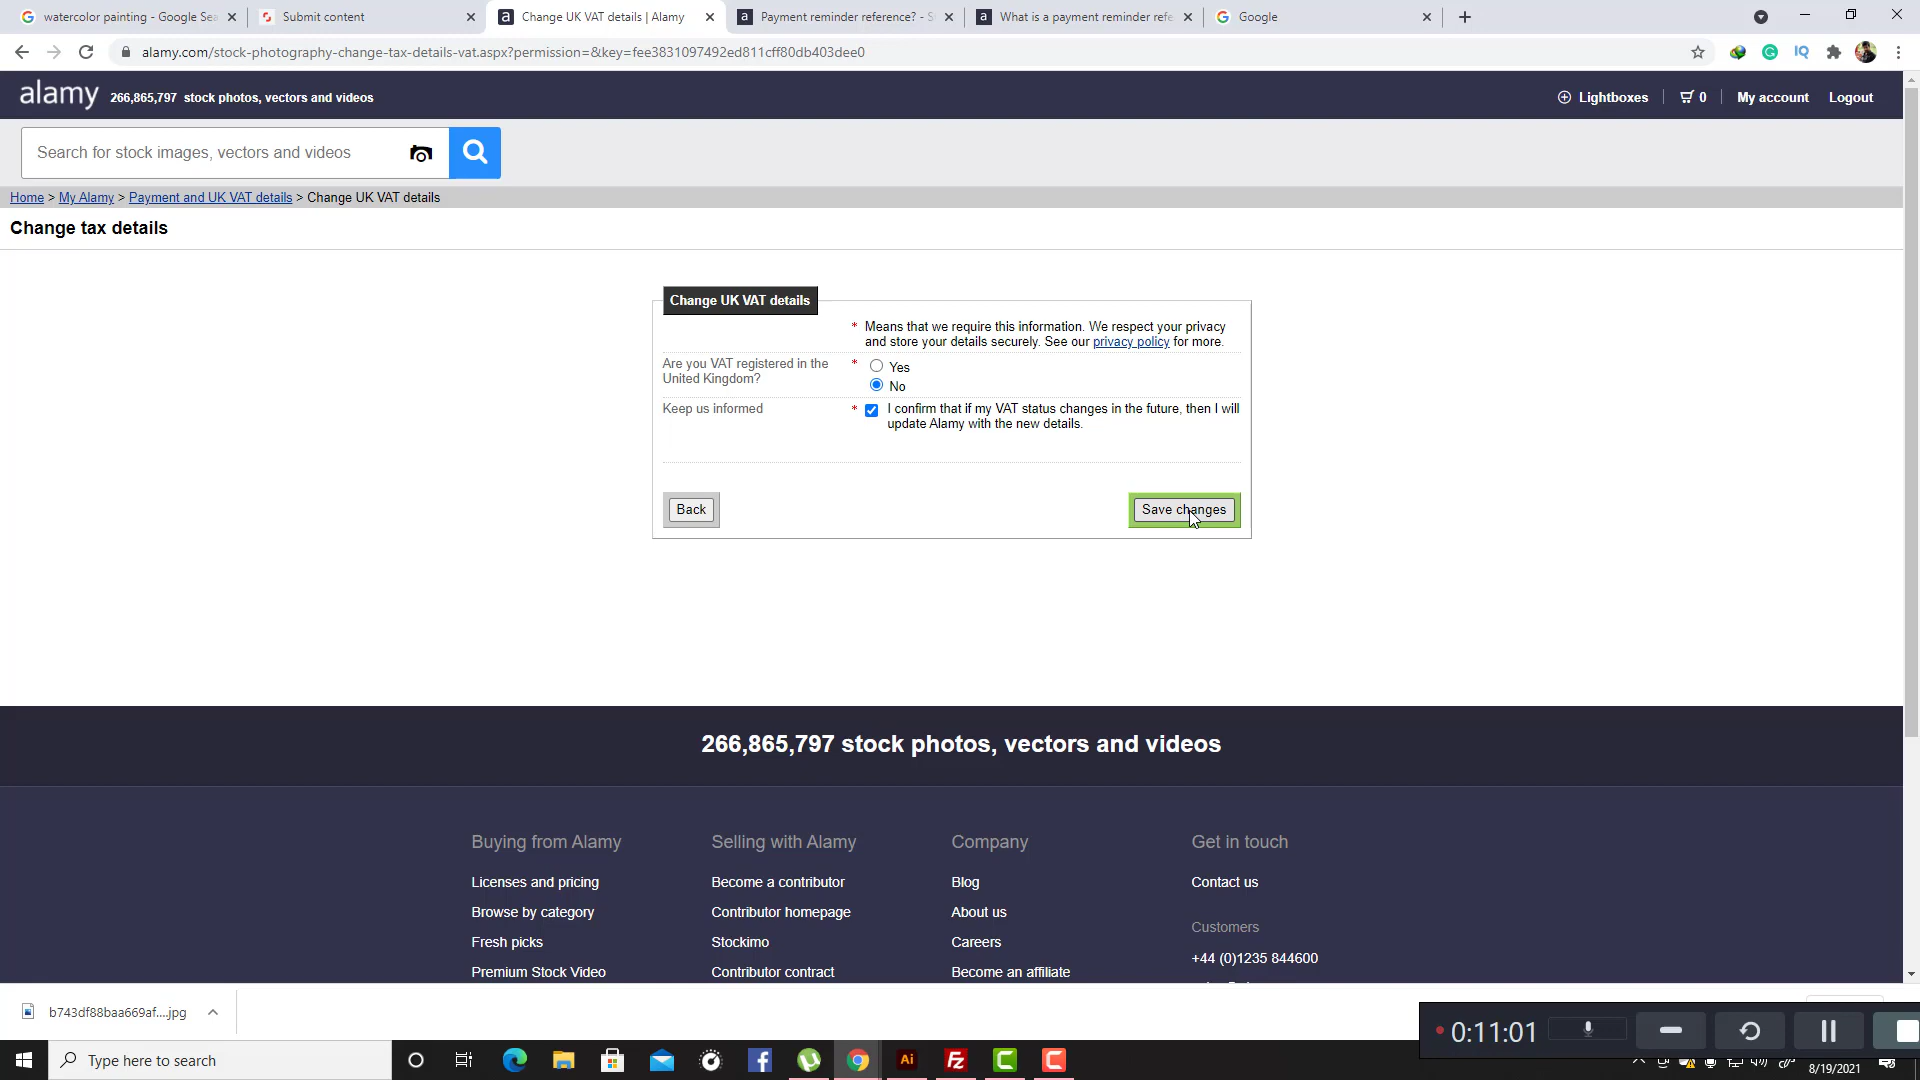 watercolor painting - Google Sea
Submit content
Change UK VAT details | Alamy
Payment reminder reference? - S
What is a payment reminder refe
Google
alamy.com/stock-photography-change-tax-details-vat.aspx?permission=&key=fee3831097492ed811cff80db403dee0
alamy
266,865,797 stock photos, vectors and videos
Lightboxes
0
My account
Logout
Search for stock images, vectors and videos
Home > My Alamy > Payment and UK VAT details > Change UK VAT details
Change tax details
Change UK VAT details
* Means that we require this information. We respect your privacy
and store your details securely. See our privacy policy for more.
Are you VAT registered in the
United Kingdom?
*
Yes
No
Keep us informed
* I confirm that if my VAT status changes in the future, then I will
update Alamy with the new details.
Back
Save changes
266,865,797 stock photos, vectors and videos
Buying from Alamy
Selling with Alamy
Company
Get in touch
Licenses and pricing
Become a contributor
Blog
Contact us
Browse by category
Contributor homepage
About us
Customers
Fresh picks
Stockimo
Careers
+44 (0)1235 844600
Premium Stock Video
Contributor contract
Become an affiliate
b743df88baa669af....jpg
0:11:01
Type here to search
Ai
Fz
8/19/2021